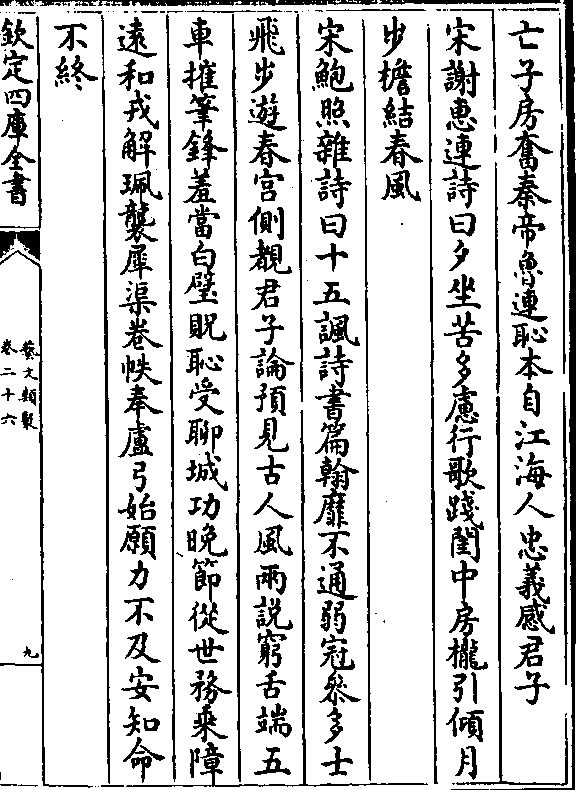 亡子房奮秦帝魯連恥本自江海人忠義感君子
宋謝惠連詩曰夕坐苦多慮行歌踐閨中房櫳引傾月
步檐結春風
宋鮑照雜詩曰十五諷詩書篇翰靡不通弱冠叅多士
飛步遊春宫側覩君子論預見古人風兩説窮舌端五
車摧筆鋒羞當白璧貺恥受聊城功晚節從世務乘障
遠和戎解珮襲犀渠卷帙奉盧弓始願力不及安知命
不終
欽定四庫全書
藝文類聚
卷二十六
九